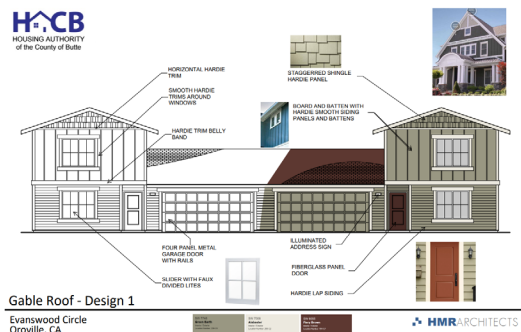 HACB
HOUSING AUTHORITY
of the County of Butte
HORIZONTAL HARDIE
TRIM
SMOOTH HARDIE
TRIMS AROUND
WINDOWS
HARDIE TRIM BELLY
BAND
STAGGERED SHINGLE
HARDIE PANEL
BOARD AND BATTEN WITH
HARDIE SMOOTH SIDING
PANELS AND BATTENS
FOUR PANEL METAL
GARAGE DOOR
WITH RAILS
SLIDER WITH FAUX
DIVIDED LITES
ILLUMINATED
ADDRESS SIGN
FIBERGLASS PANEL
DOOR
HARDIE LAP SIDING
Gable Roof - Design 1
Evanswood Circle
Oroville, CA
HMRARCHITECTS